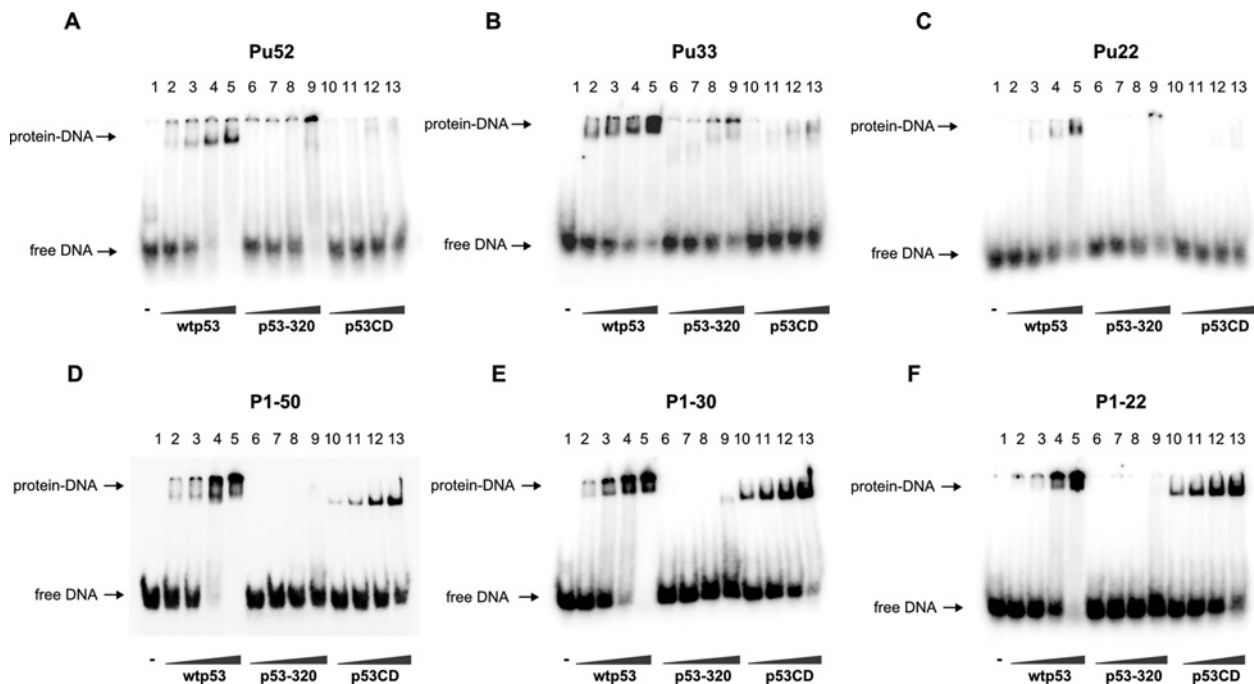 A
Pu52
1 2 3 4 5 6 7 8 9 10 11 12 13
protein-DNA
free DNA
-
wtp53 p53-320 p53CD
B
Pu33
1 2 3 4 5 6 7 8 9 10 11 12 13
protein-DNA
free DNA
-
wtp53 p53-320 p53CD
C
Pu22
1 2 3 4 5 6 7 8 9 10 11 12 13
protein-DNA
free DNA
-
wtp53 p53-320 p53CD
D
P1-50
1 2 3 4 5 6 7 8 9 10 11 12 13
protein-DNA
free DNA
-
wtp53 p53-320 p53CD
E
P1-30
1 2 3 4 5 6 7 8 9 10 11 12 13
protein-DNA
free DNA
-
wtp53 p53-320 p53CD
F
P1-22
1 2 3 4 5 6 7 8 9 10 11 12 13
protein-DNA
free DNA
-
wtp53 p53-320 p53CD